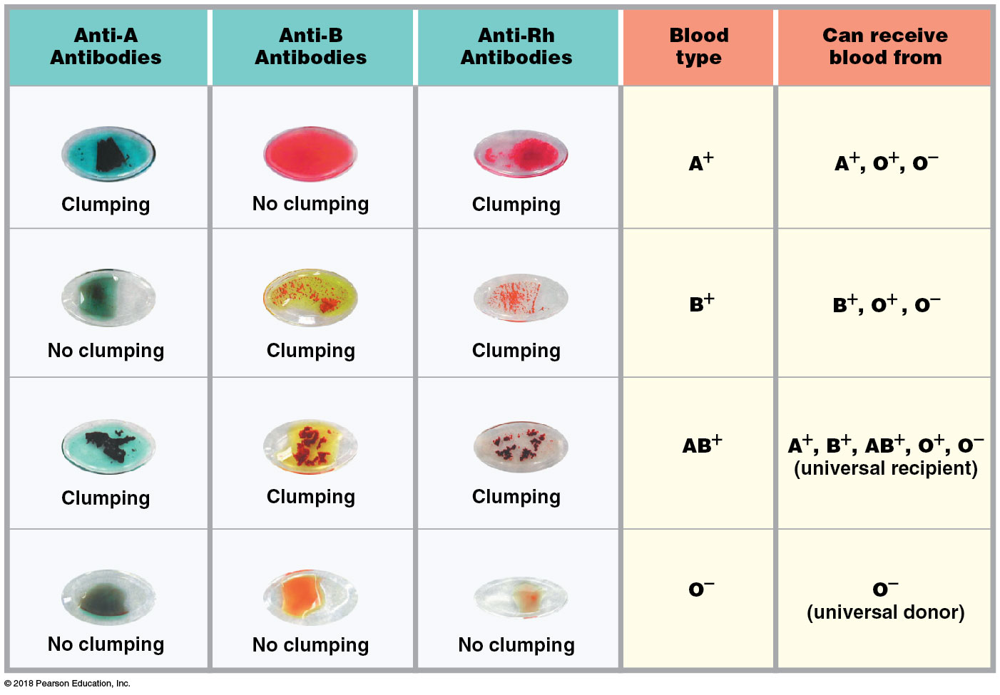 Anti-A
Antibodies
Anti-B
Antibodies
Anti-Rh
Antibodies
Blood
type
Can receive
blood from
Clumping
No clumping
Clumping
A⁺
A⁺, O⁺, O⁻
No clumping
Clumping
Clumping
B⁺
B⁺, O⁺, O⁻
Clumping
Clumping
Clumping
AB⁺
A⁺, B⁺, AB⁺, O⁺, O⁻
(universal recipient)
No clumping
No clumping
No clumping
O⁻
O⁻
(universal donor)
© 2018 Pearson Education, Inc.